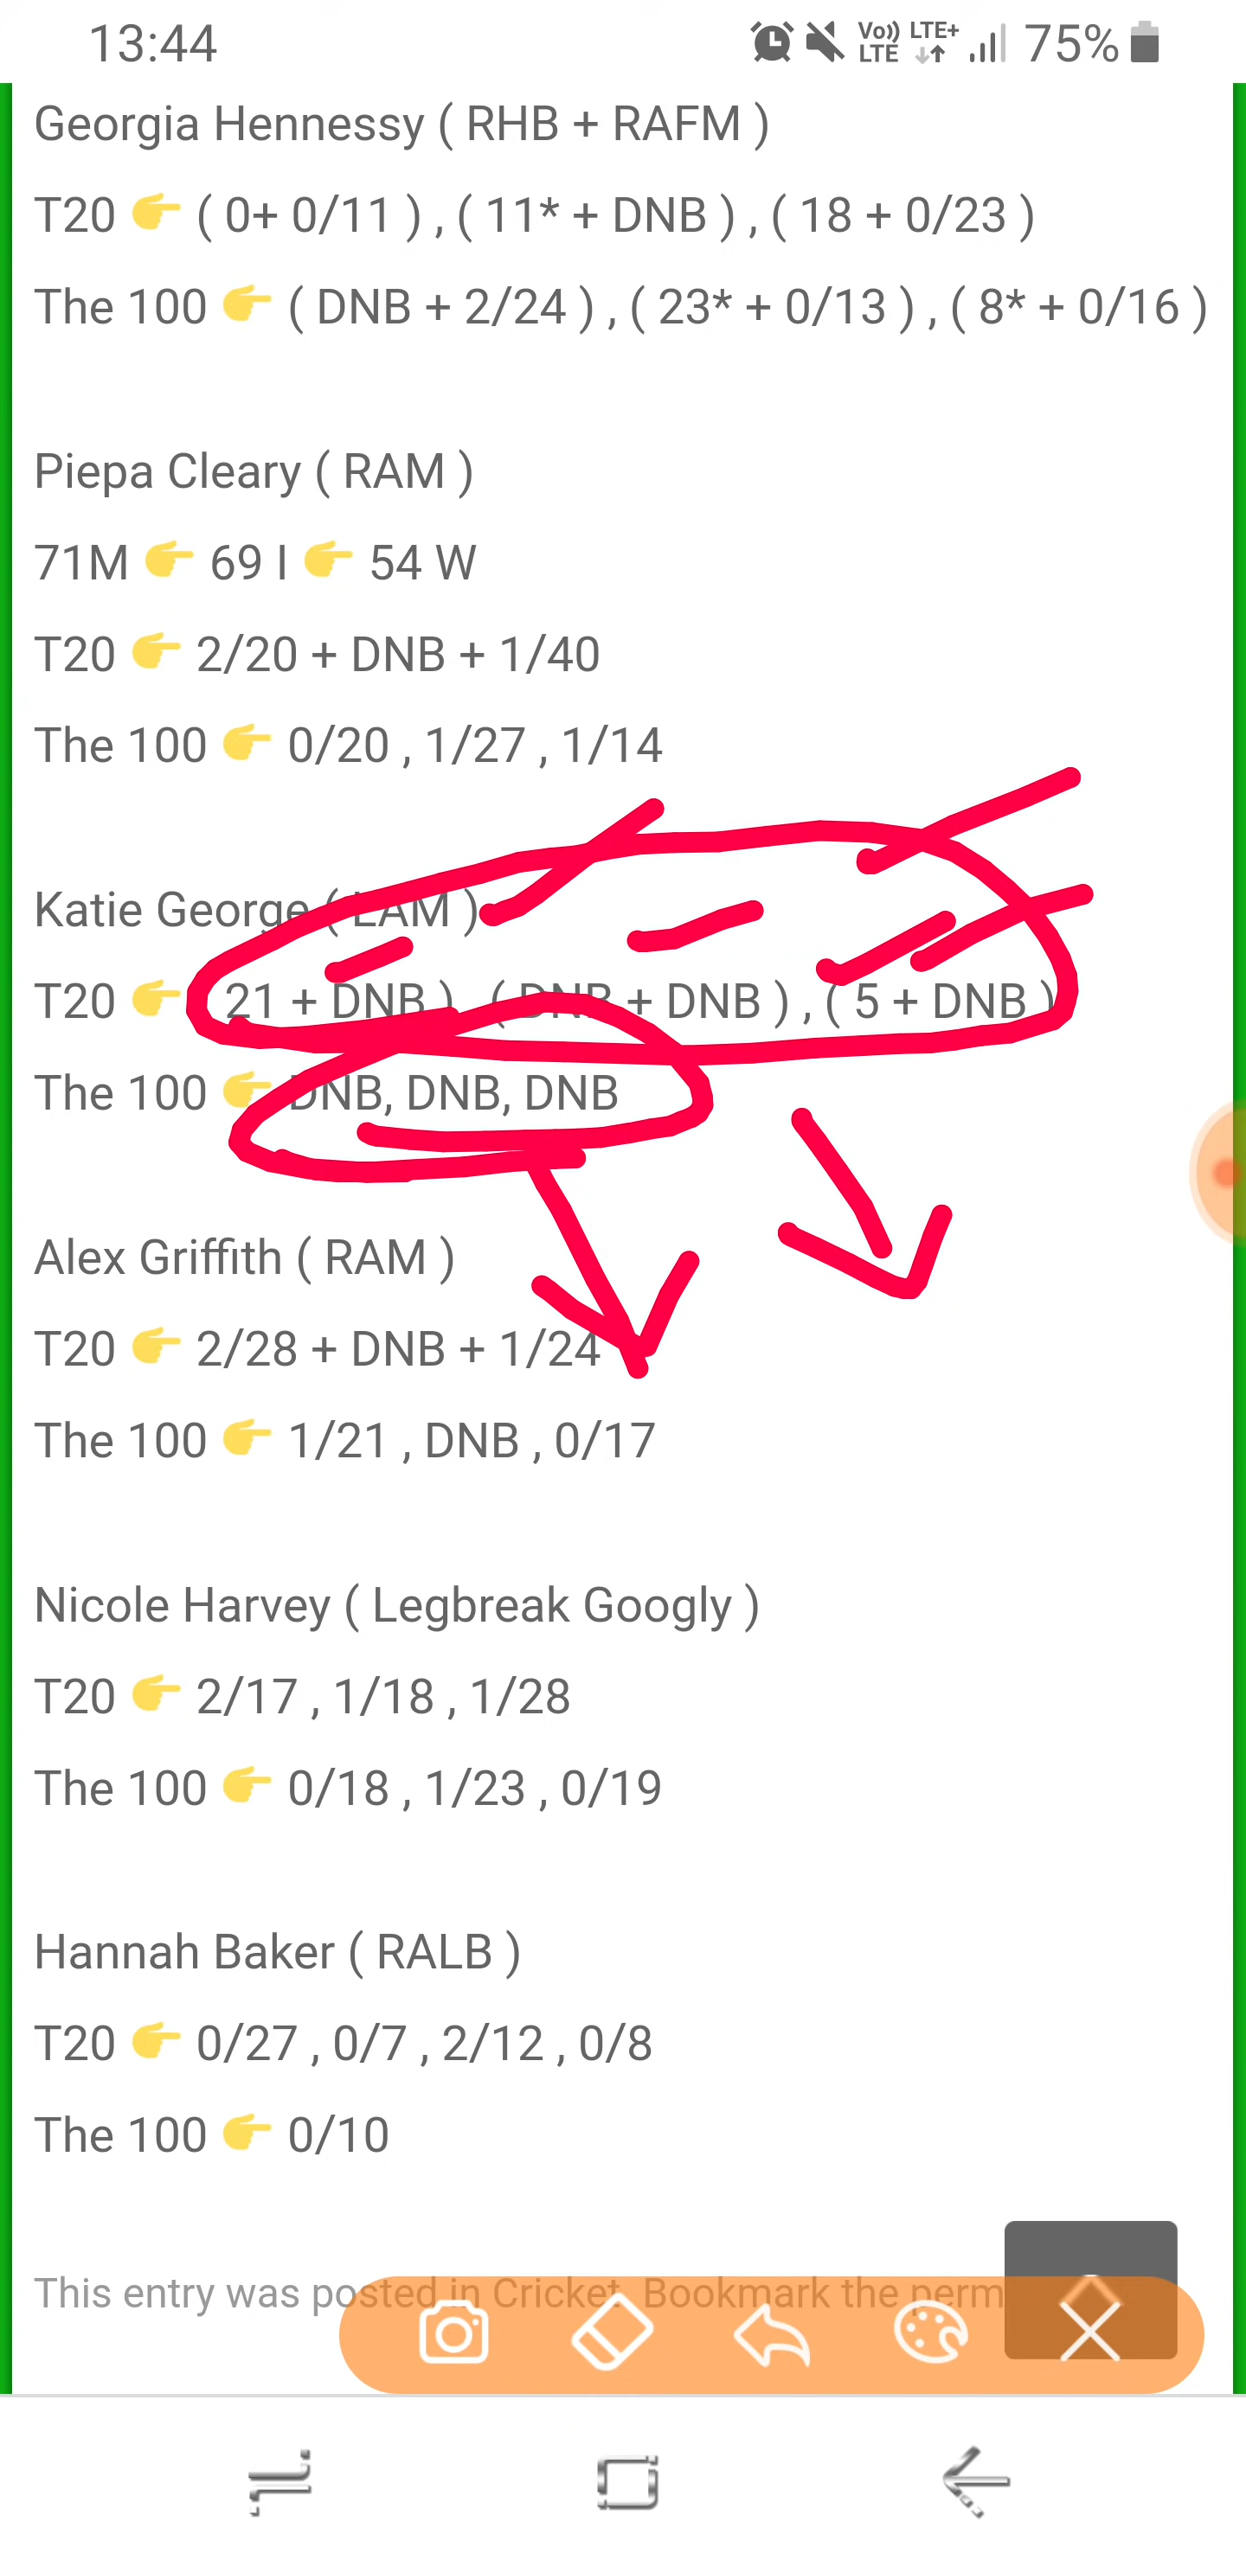 13:44 Vo)) LTE LTE+ 75%
Georgia Hennessy ( RHB + RAFM )
T20 👉 ( 0+ 0/11 ) , ( 11* + DNB ) , ( 18 + 0/23 )
The 100 👉 ( DNB + 2/24 ) , ( 23* + 0/13 ) , ( 8* + 0/16 )
Piepa Cleary ( RAM )
71M 👉 69 I 👉 54 W
T20 👉 2/20 + DNB + 1/40
The 100 👉 0/20 , 1/27 , 1/14
Katie George ( LAM )
T20 👉 21 + DNB ) , ( DNB + DNB ) , ( 5 + DNB )
The 100 👉 DNB, DNB, DNB
Alex Griffith ( RAM )
T20 👉 2/28 + DNB + 1/24
The 100 👉 1/21 , DNB , 0/17
Nicole Harvey ( Legbreak Googly )
T20 👉 2/17 , 1/18 , 1/28
The 100 👉 0/18 , 1/23 , 0/19
Hannah Baker ( RALB )
T20 👉 0/27 , 0/7 , 2/12 , 0/8
The 100 👉 0/10
This entry was posted in Cricket. Bookmark the perm